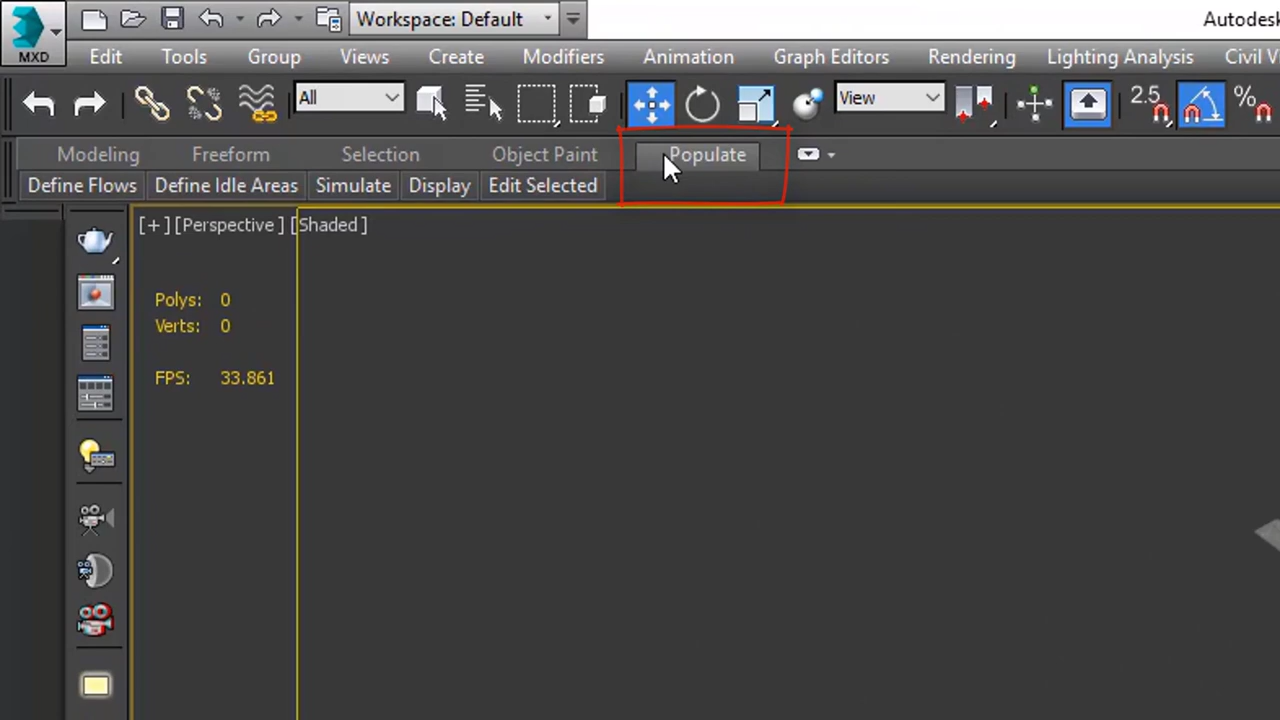 Workspace: Default
Autodes
MXD
Edit Tools Group Views Create Modifiers Animation Graph Editors Rendering Lighting Analysis Civil V
All
View
2.5
%
Modeling Freeform Selection Object Paint Populate
Define Flows Define Idle Areas Simulate Display Edit Selected
[+][Perspective][Shaded]
Polys: 0
Verts: 0
FPS: 33.861